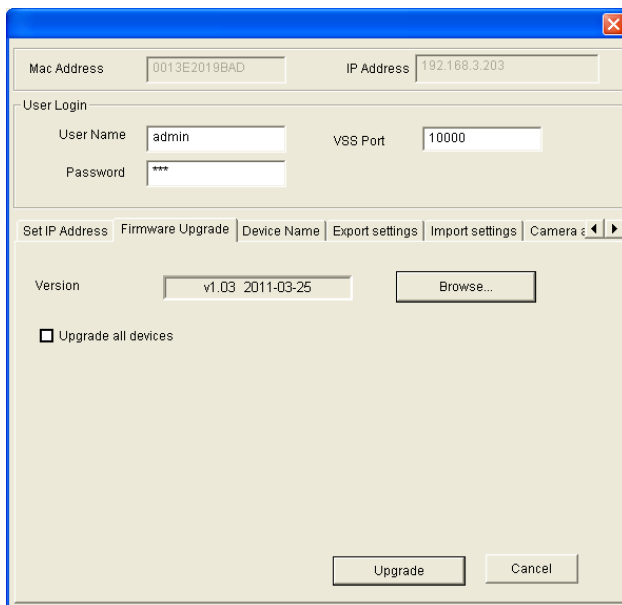 Mac Address 0013E2019BAD IP Address 192.168.3.203
User Login
User Name admin VSS Port 10000
Password ***
Set IP Address Firmware Upgrade Device Name Export settings Import settings Camera
Version v1.03 2011-03-25 Browse...
Upgrade all devices
Upgrade Cancel